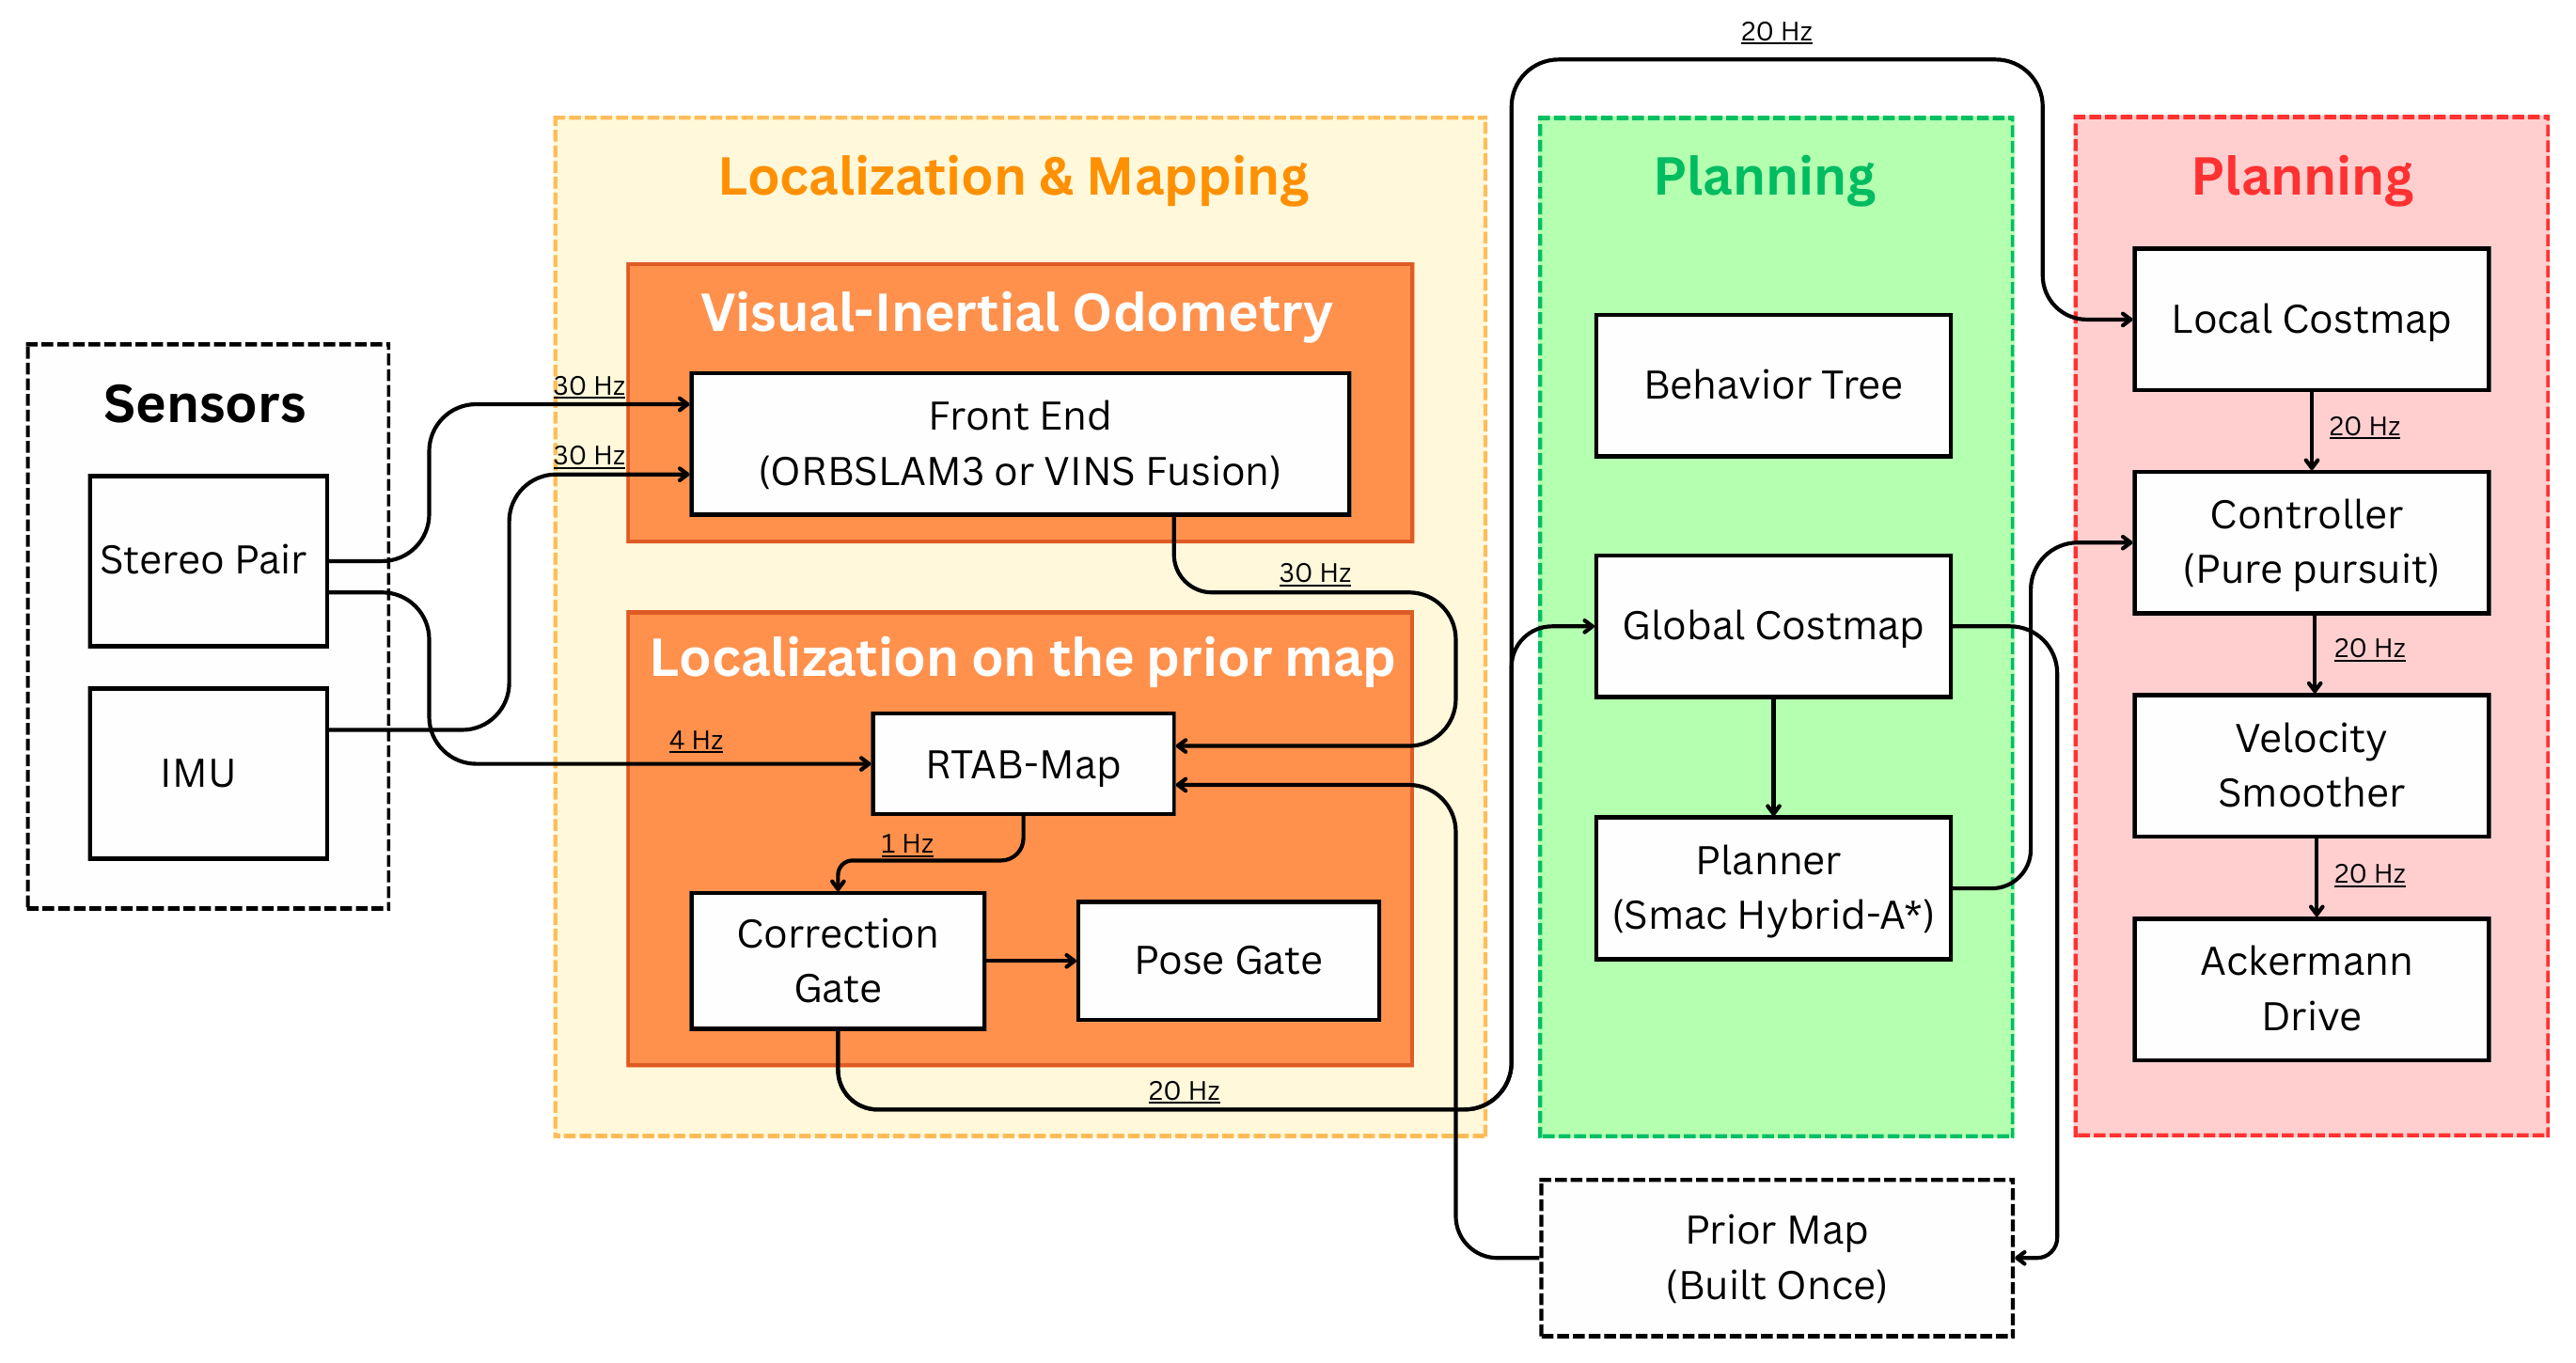 20 Hz
Localization & Mapping
Planning
Planning
Visual-Inertial Odometry
Sensors
30 Hz
30 Hz
Front End
(ORBSLAM3 or VINS Fusion)
Stereo Pair
IMU
30 Hz
Localization on the prior map
4 Hz
RTAB-Map
1 Hz
Correction
Gate
Pose Gate
20 Hz
Behavior Tree
Global Costmap
Planner
(Smac Hybrid-A*)
Local Costmap
20 Hz
Controller
(Pure pursuit)
20 Hz
Velocity
Smoother
20 Hz
Ackermann
Drive
Prior Map
(Built Once)